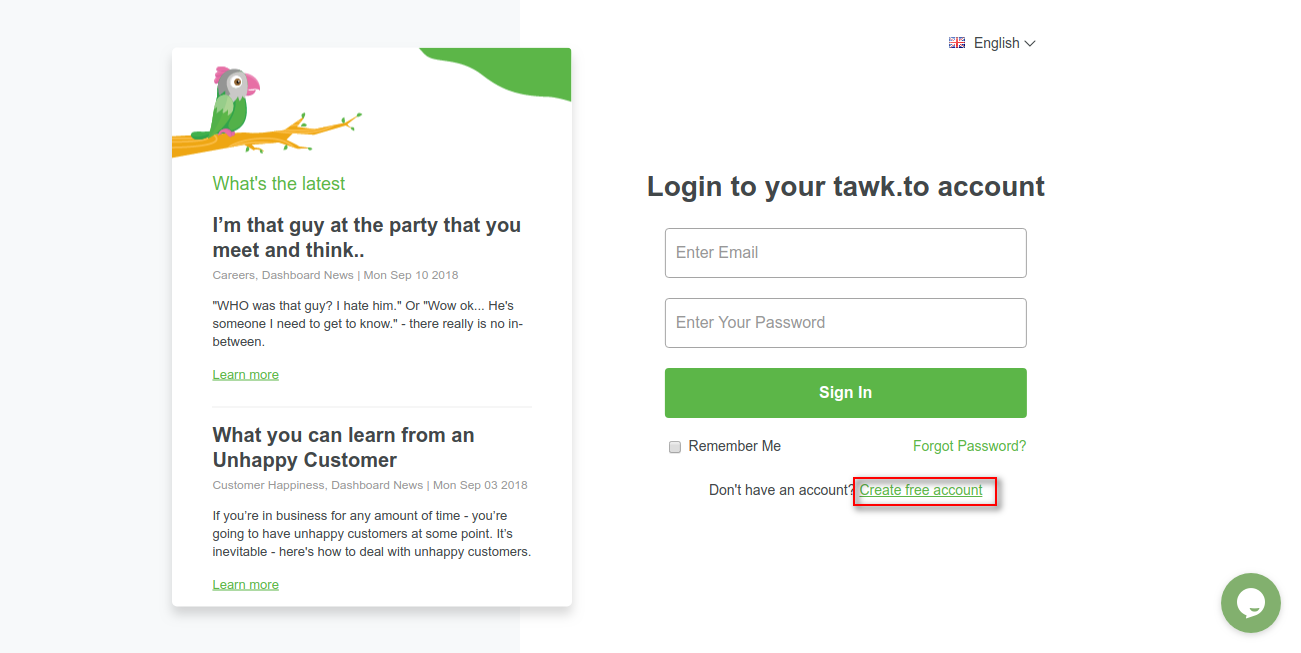 English
What's the latest
I’m that guy at the party that you
meet and think..
Careers, Dashboard News | Mon Sep 10 2018
"WHO was that guy? I hate him." Or "Wow ok... He's
someone I need to get to know." - there really is no in-
between.
Learn more
What you can learn from an
Unhappy Customer
Customer Happiness, Dashboard News | Mon Sep 03 2018
If you’re in business for any amount of time - you’re
going to have unhappy customers at some point. It’s
inevitable - here's how to deal with unhappy customers.
Learn more
Login to your tawk.to account
Enter Email
Enter Your Password
Sign In
Remember Me
Forgot Password?
Don't have an account? Create free account